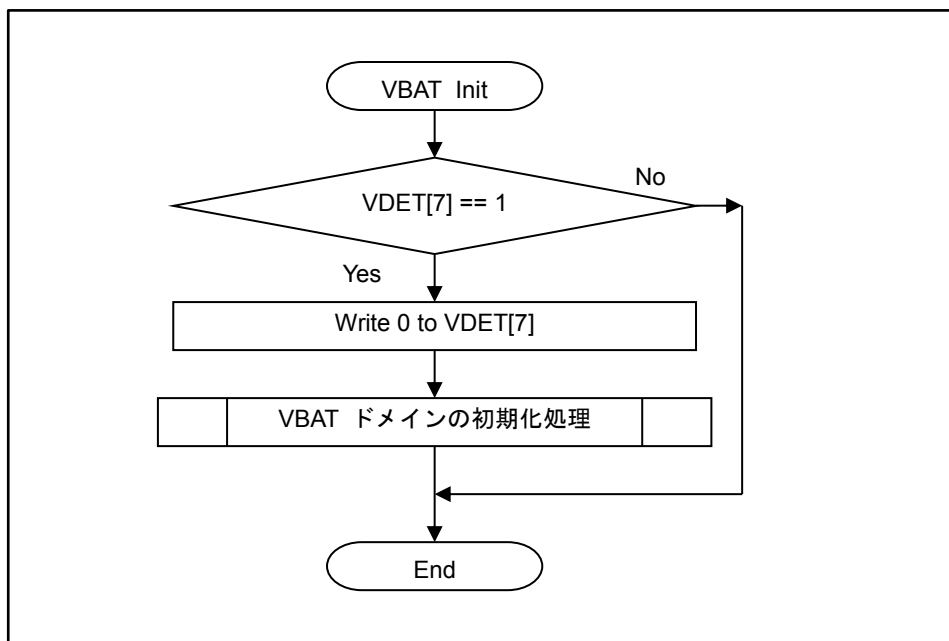 VBAT Init
VDET[7] == 1
No
Yes
Write 0 to VDET[7]
VBAT ドメインの初期化処理
End